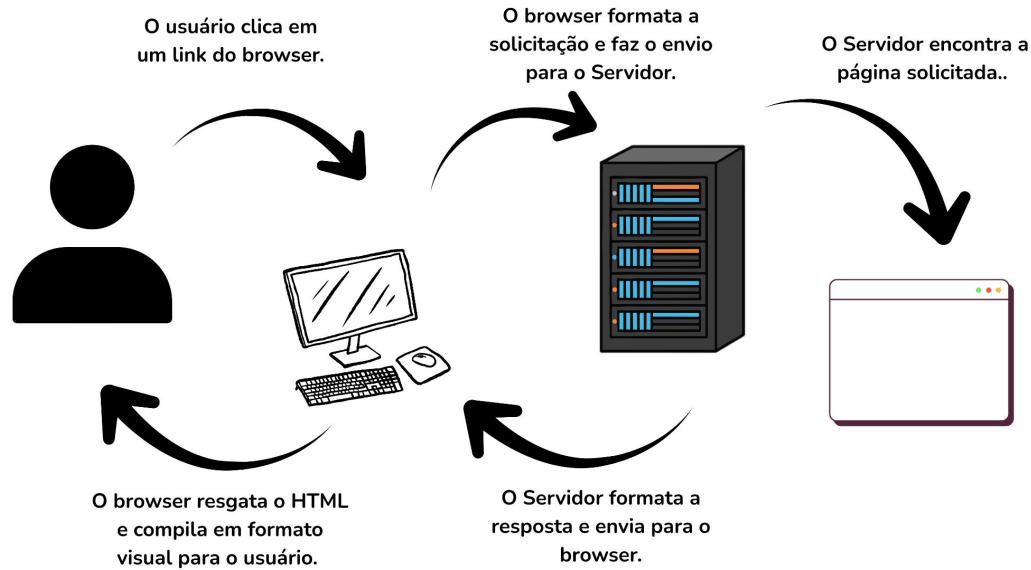 O usuário clica em
um link do browser.
O browser formata a
solicitação e faz o envio
para o Servidor.
O Servidor encontra a
página solicitada..
O browser resgata o HTML
e compila em formato
visual para o usuário.
O Servidor formata a
resposta e envia para o
browser.